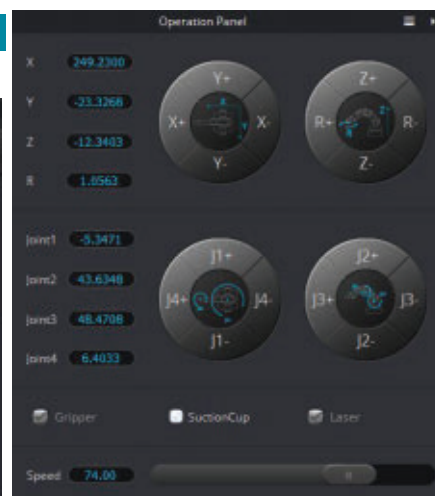 Operation Panel
X 249.2300
Y -23.3268
Z -12.3403
R 1.0563
Y+
X+ X-
Y-
Z+
R+ R-
Z-
Joint1 -5.3471
Joint2 43.6348
Joint3 48.4708
Joint4 6.4033
J1+
J4+ J4-
J1-
J2+
J3+ J3-
J2-
Gripper SuctionCup Laser
Speed 74.00